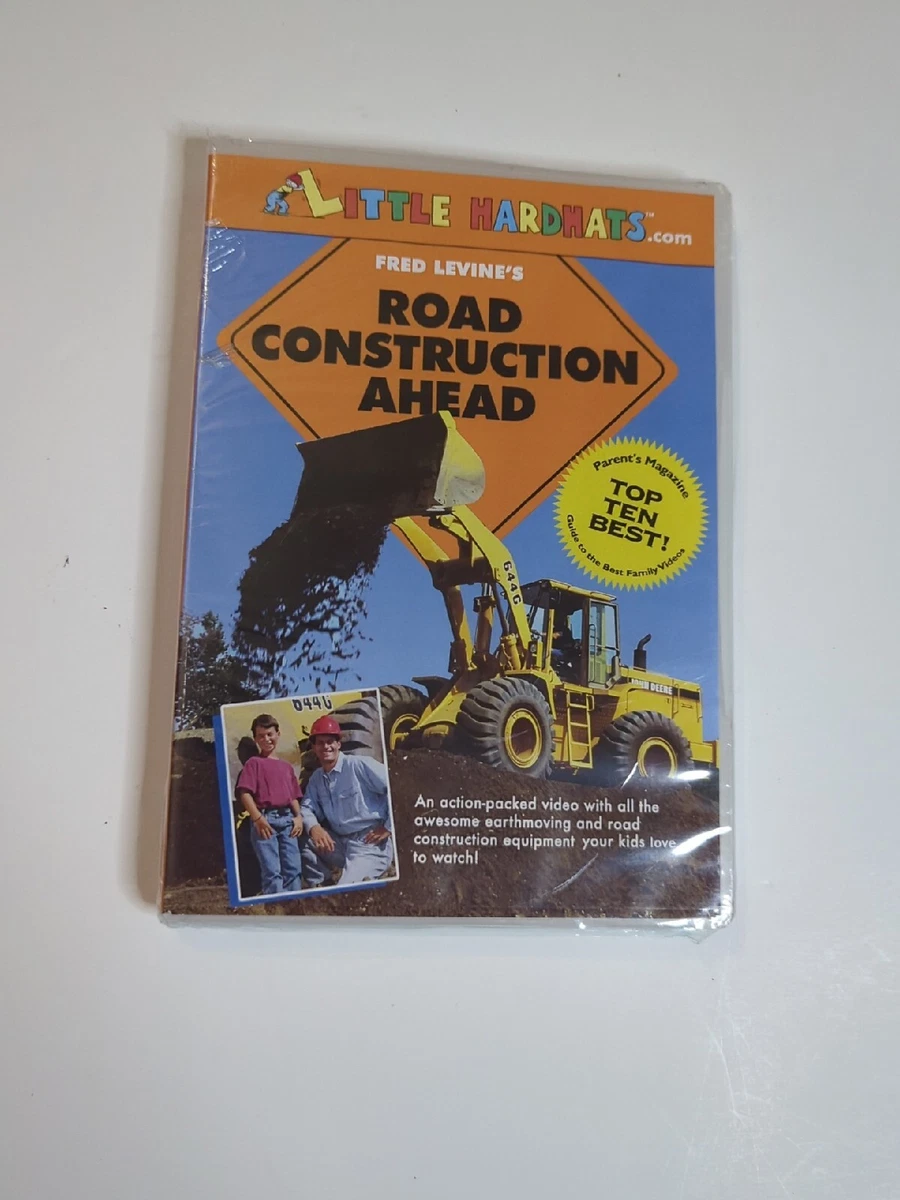 LITTLE HARDHATS™.com
FRED LEVINE'S
ROAD
CONSTRUCTION
AHEAD
Parent's Magazine
TOP
TEN
BEST!
Guide to the Best Family Videos
644G
JOHN DEERE
644G
An action-packed video with all the
awesome earthmoving and road
construction equipment your kids love
to watch!